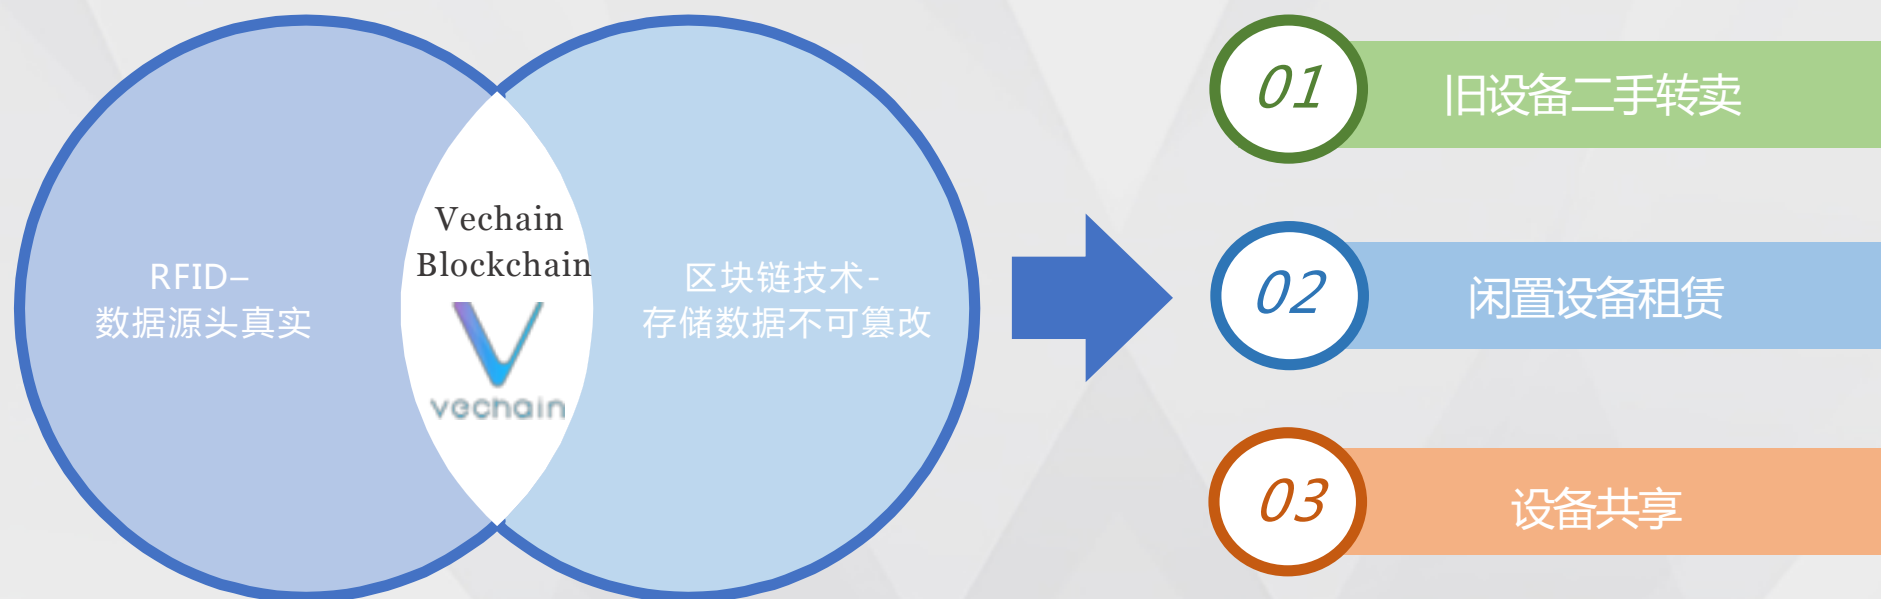 RFID–
数据源头真实
Vechain
Blockchain
vechain
区块链技术-
存储数据不可篡改
01
旧设备二手转卖
02
闲置设备租赁
03
设备共享